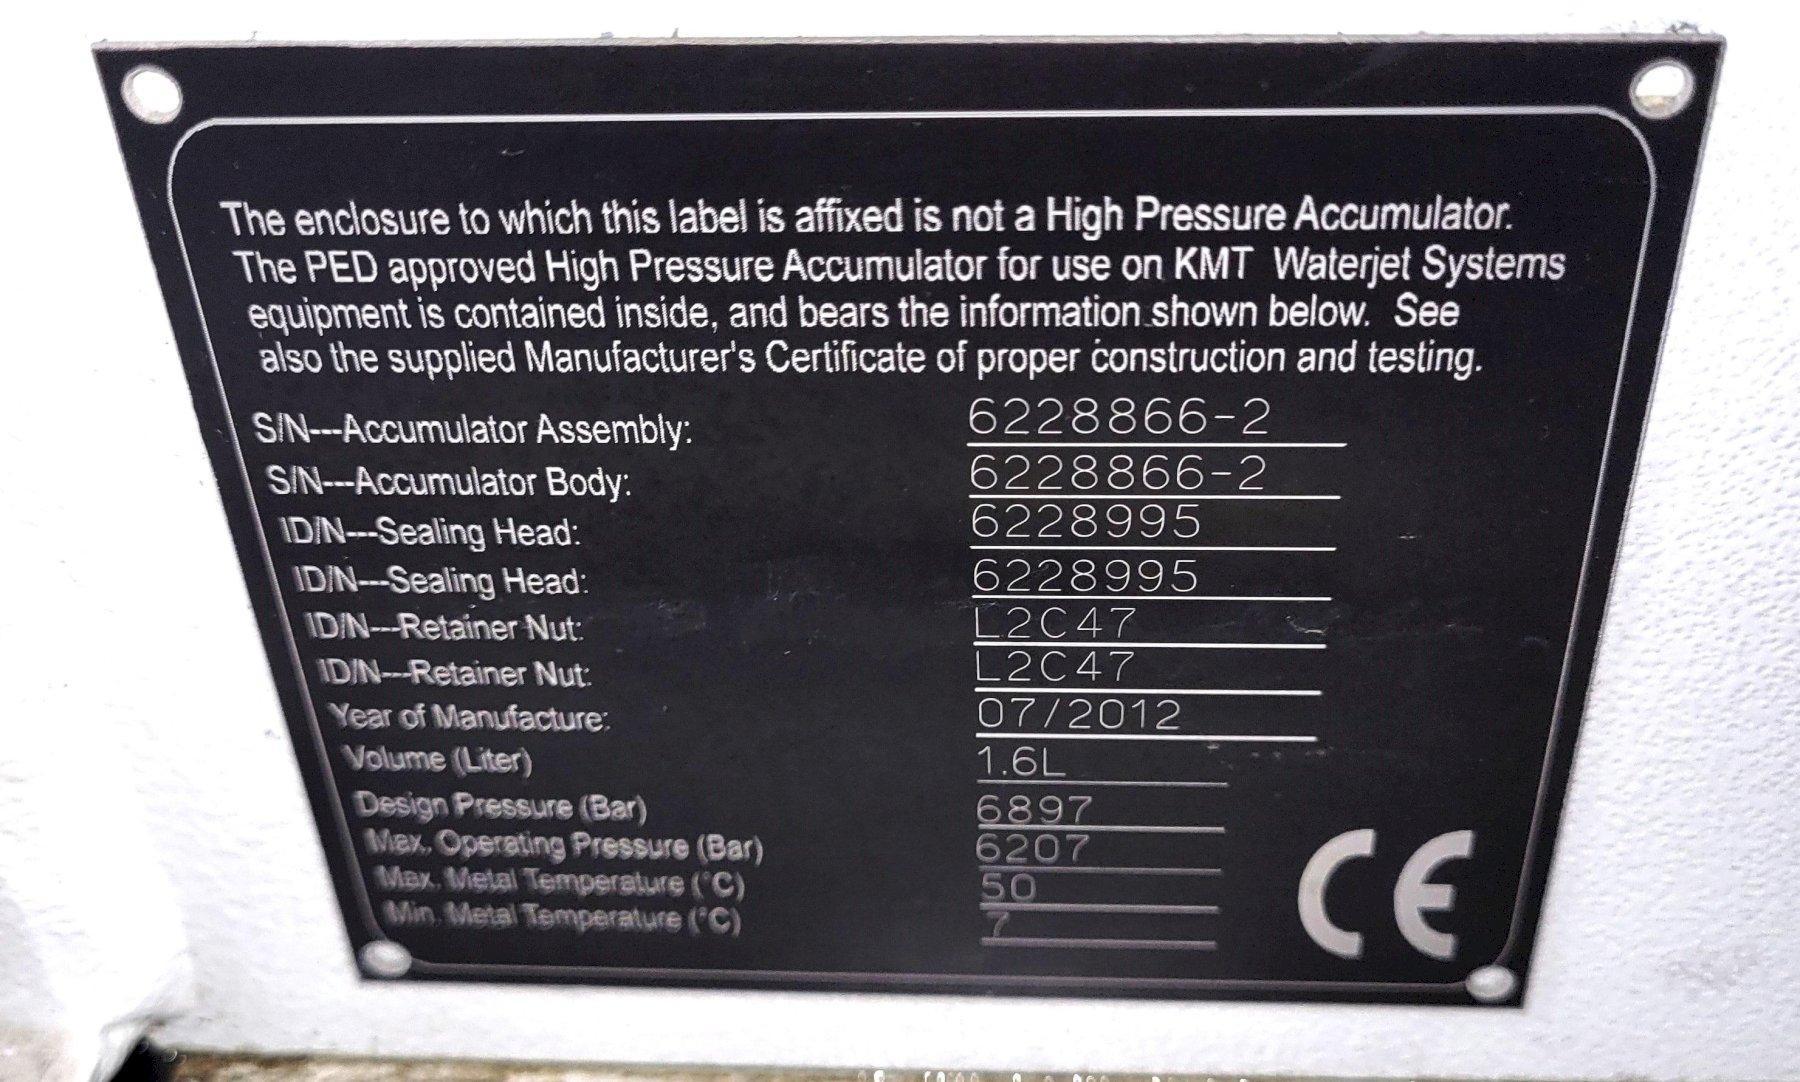 The enclosure to which this label is affixed is not a High Pressure Accumulator.
The PED approved High Pressure Accumulator for use on KMT Waterjet Systems
equipment is contained inside, and bears the information shown below. See
also the supplied Manufacturer's Certificate of proper construction and testing.
S/N---Accumulator Assembly: 6228866-2
S/N---Accumulator Body: 6228866-2
ID/N---Sealing Head: 6228995
ID/N---Sealing Head: 6228995
ID/N---Retainer Nut: L2C47
ID/N---Retainer Nut: L2C47
Year of Manufacture: 07/2012
Volume (Liter) 1.6L
Design Pressure (Bar) 6897
Max. Operating Pressure (Bar) 6207
Max. Metal Temperature (°C) 50
Min. Metal Temperature (°C) 7
CE